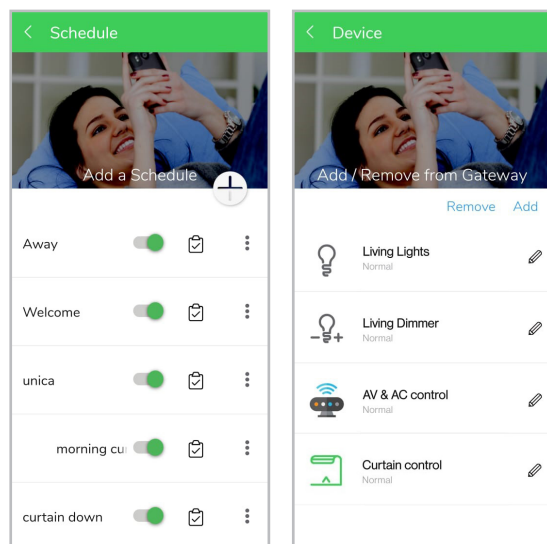 Schedule
Add a Schedule
Away
Welcome
unica
morning cu
curtain down
Device
Add / Remove from Gateway
Remove Add
Living Lights
Normal
Living Dimmer
Normal
AV & AC control
Normal
Curtain control
Normal